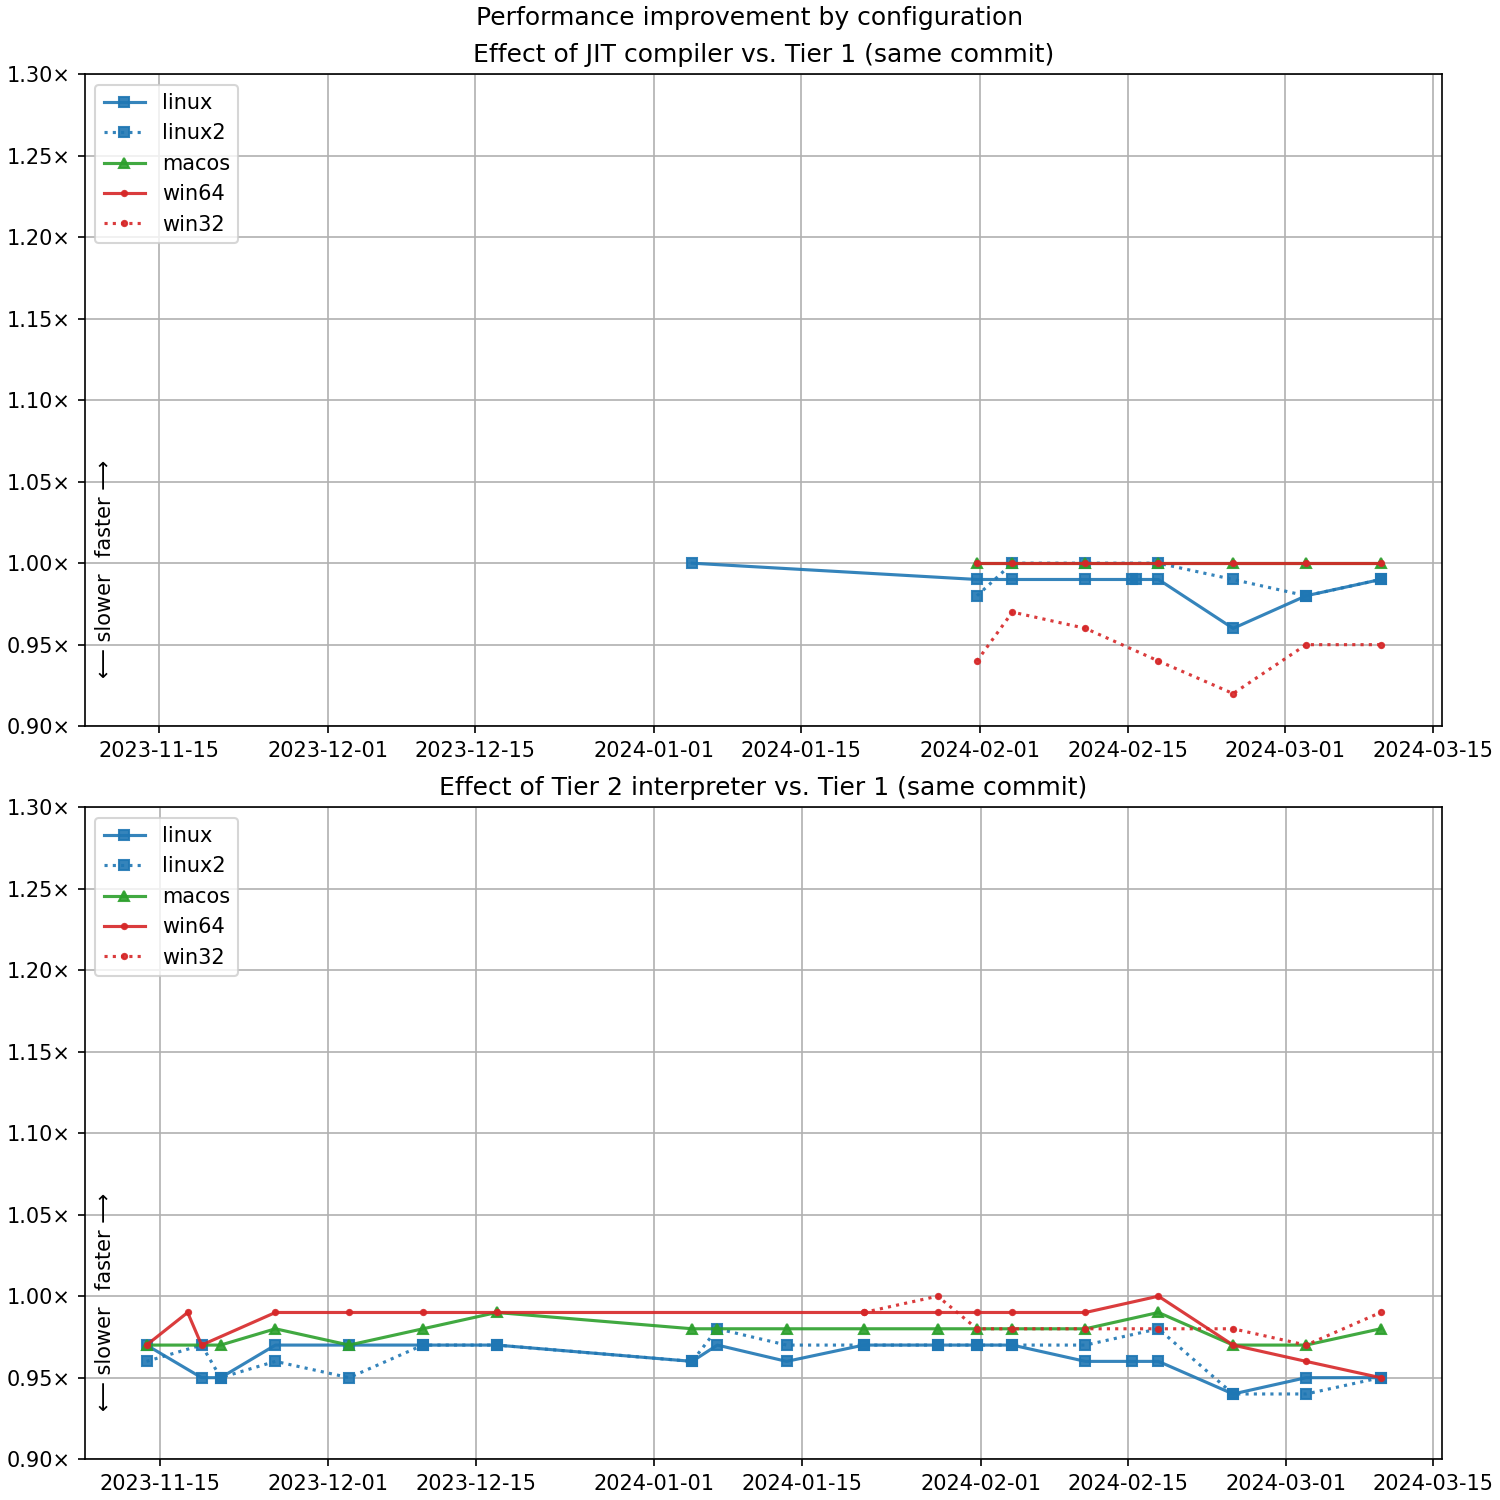 Performance improvement by configuration
Effect of JIT compiler vs. Tier 1 (same commit)
1.30×
1.25×
1.20×
1.15×
1.10×
1.05×
1.00×
0.95×
0.90×
linux
linux2
macos
win64
win32
⟵ slower   faster ⟶
2023-11-15
2023-12-01
2023-12-15
2024-01-01
2024-01-15
2024-02-01
2024-02-15
2024-03-01
2024-03-15
Effect of Tier 2 interpreter vs. Tier 1 (same commit)
1.30×
1.25×
1.20×
1.15×
1.10×
1.05×
1.00×
0.95×
0.90×
linux
linux2
macos
win64
win32
⟵ slower   faster ⟶
2023-11-15
2023-12-01
2023-12-15
2024-01-01
2024-01-15
2024-02-01
2024-02-15
2024-03-01
2024-03-15